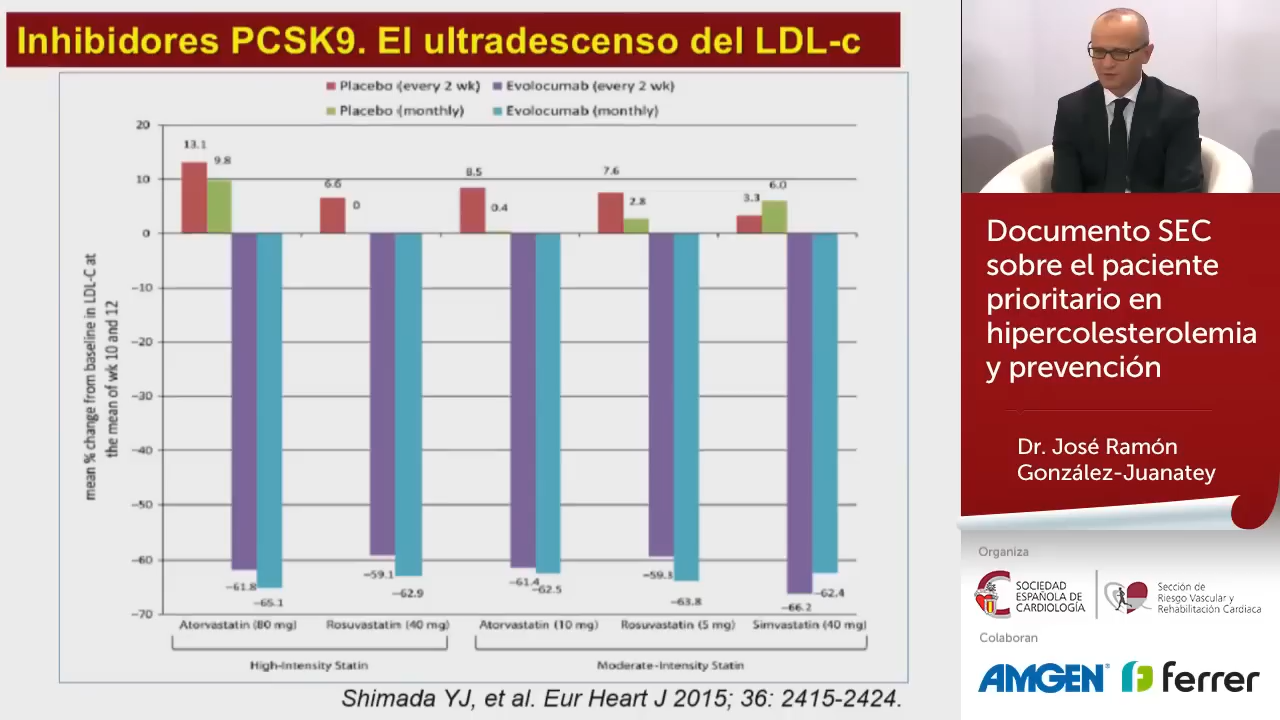 Inhibidores PCSK9. El ultradescenso del LDL-c
Placebo (every 2 wk)
Evolocumab (every 2 wk)
Placebo (monthly)
Evolocumab (monthly)
mean % change from baseline in LDL-C at
the mean of wk 10 and 12
20
10
0
−10
−20
−30
−40
−50
−60
−70
13.1
9.8
−61.8
−65.1
6.6
0
−59.1
−62.9
8.5
0.4
−61.4
−62.5
7.6
2.8
−59.3
−63.8
3.3
6.0
−66.2
−62.4
Atorvastatin (80 mg)
Rosuvastatim (40 mg)
Atorvastatin (10 mg)
Rosuvastatin (5 mg)
Simvastatin (40 mg)
High-Intensity Statin
Moderate-Intensity Statin
Shimada YJ, et al. Eur Heart J 2015; 36: 2415-2424.
Documento SEC
sobre el paciente
prioritario en
hipercolesterolemia
y prevención
Dr. José Ramón
González-Juanatey
Organiza
SOCIEDAD
ESPAÑOLA DE
CARDIOLOGÍA
Sección de
Riesgo Vascular y
Rehabilitación Cardiaca
Colaboran
AMGEN®
ferrer